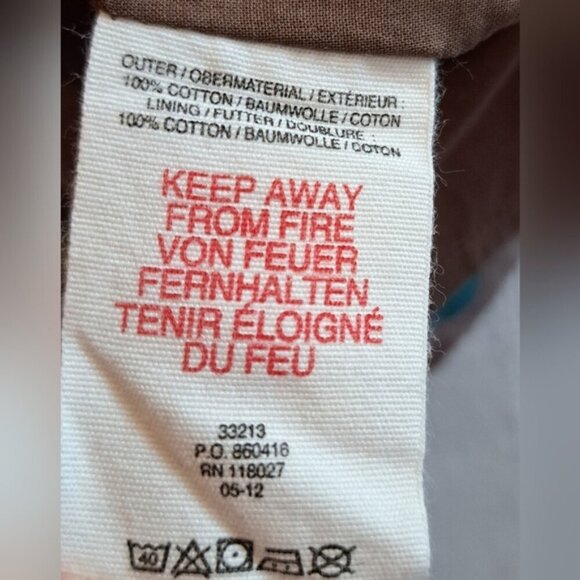 OUTER / OBERMATERIAL / EXTÉRIEUR :
100% COTTON / BAUMWOLLE / COTON
LINING / FUTTER / DOUBLURE :
100% COTTON / BAUMWOLLE / COTON
KEEP AWAY
FROM FIRE
VON FEUER
FERNHALTEN
TENIR ÉLOIGNÉ
DU FEU
33213
P.O. 860416
RN 118027
05-12
40